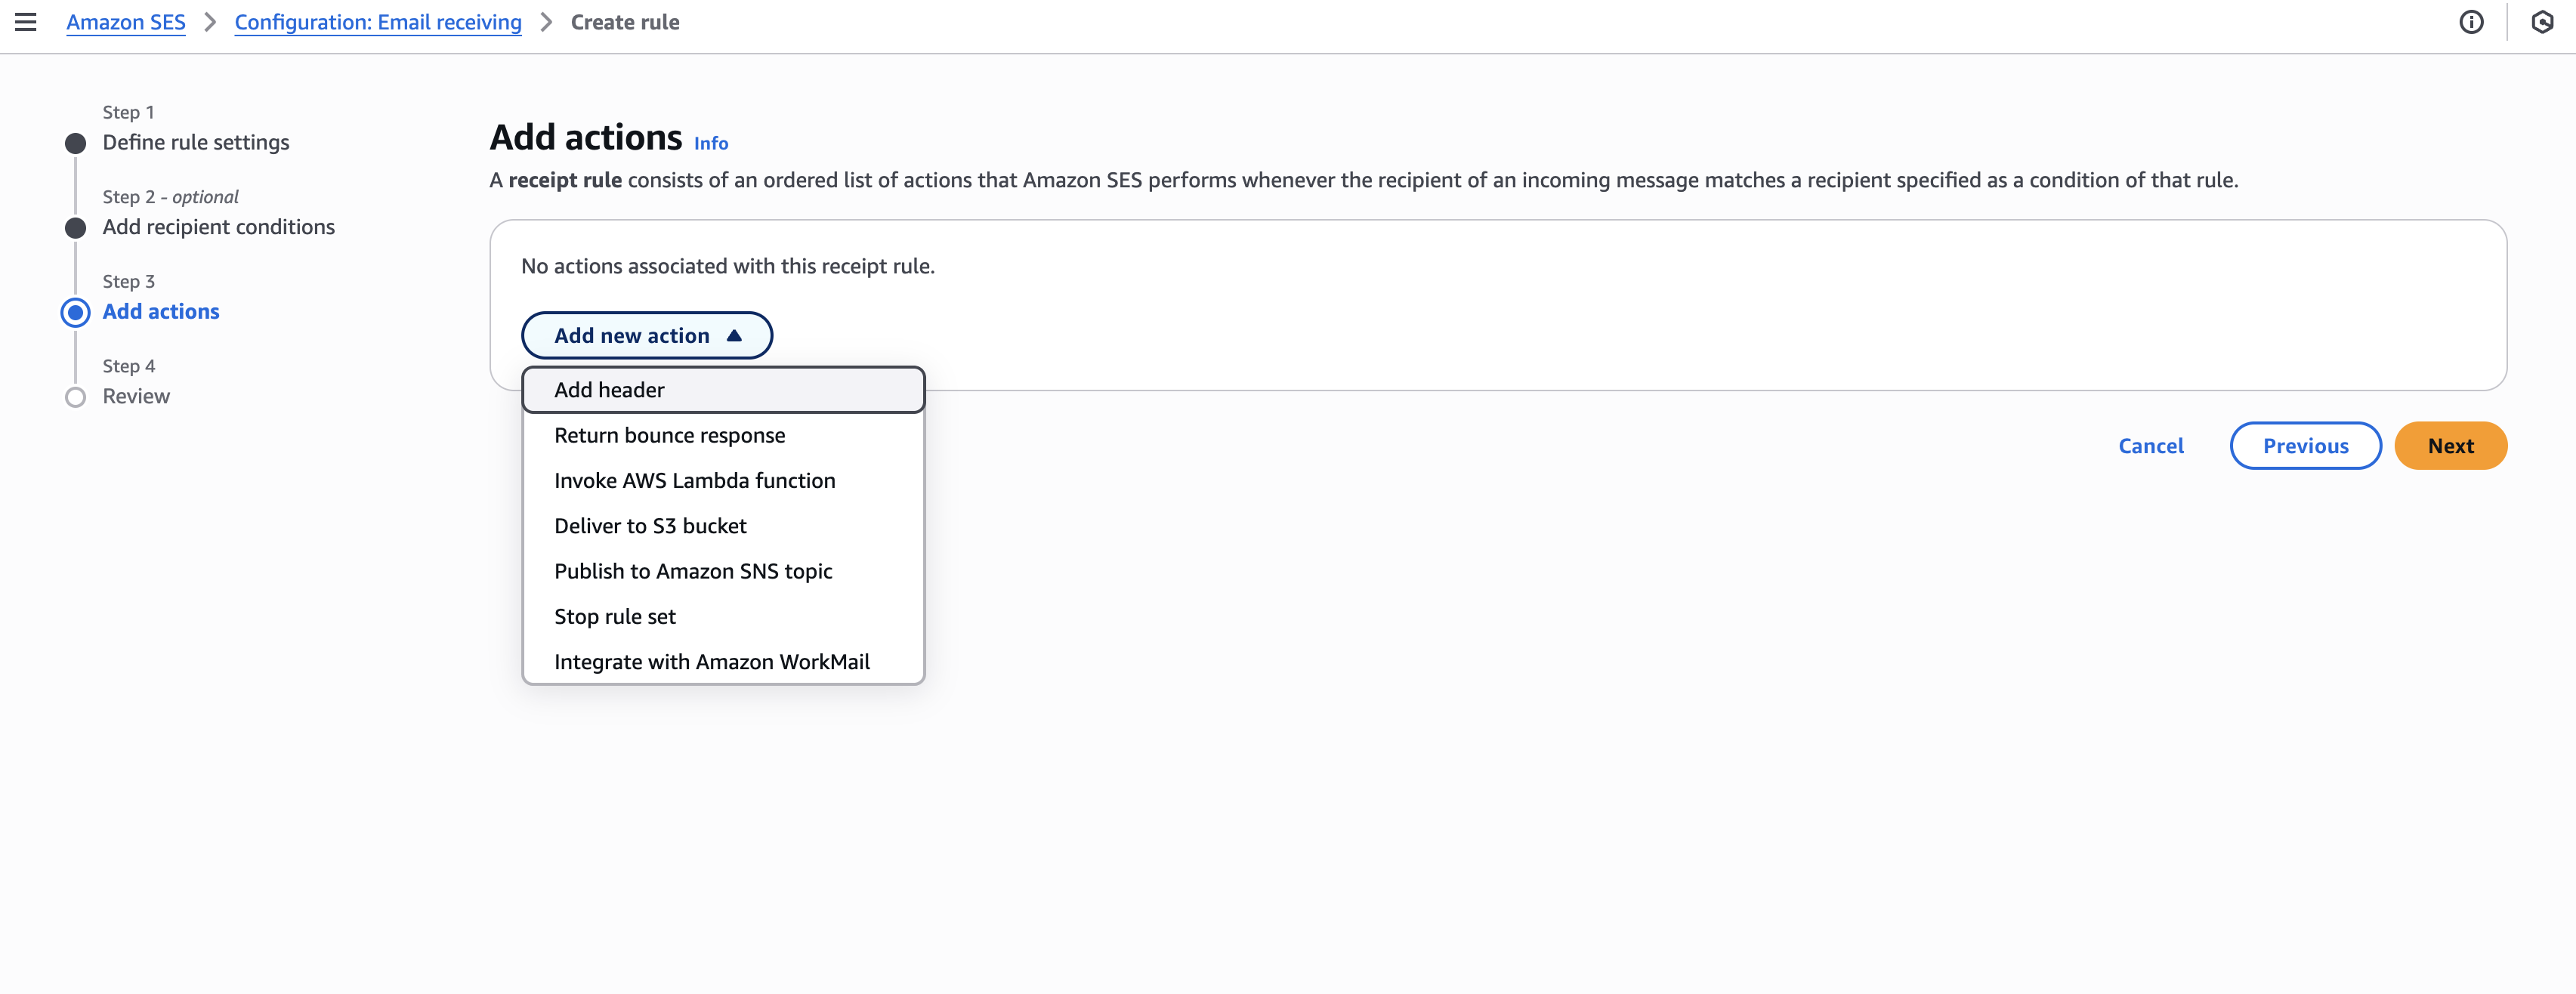 Amazon SES > Configuration: Email receiving > Create rule
Step 1
Define rule settings
Step 2 - optional
Add recipient conditions
Step 3
Add actions
Step 4
Review
Add actions Info
A receipt rule consists of an ordered list of actions that Amazon SES performs whenever the recipient of an incoming message matches a recipient specified as a condition of that rule.
No actions associated with this receipt rule.
Add new action
Add header
Return bounce response
Invoke AWS Lambda function
Deliver to S3 bucket
Publish to Amazon SNS topic
Stop rule set
Integrate with Amazon WorkMail
Cancel Previous Next